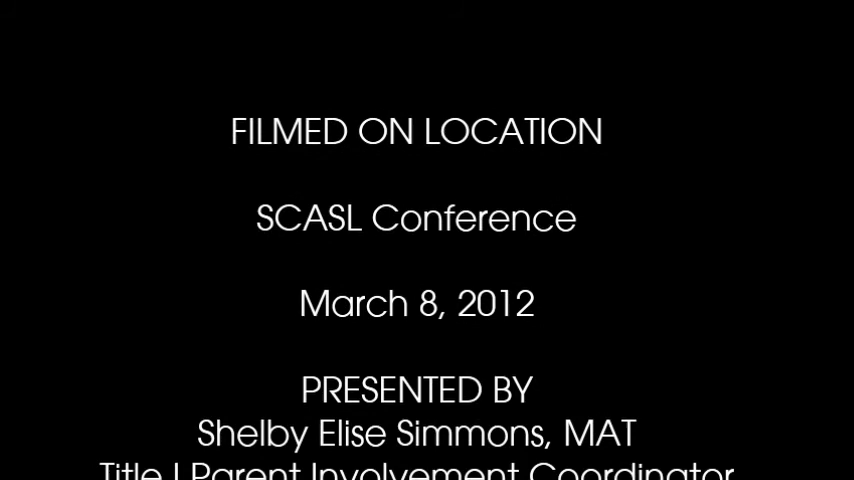 FILMED ON LOCATION
SCASL Conference
March 8, 2012
PRESENTED BY
Shelby Elise Simmons, MAT
Title I Parent Involvement Coordinator